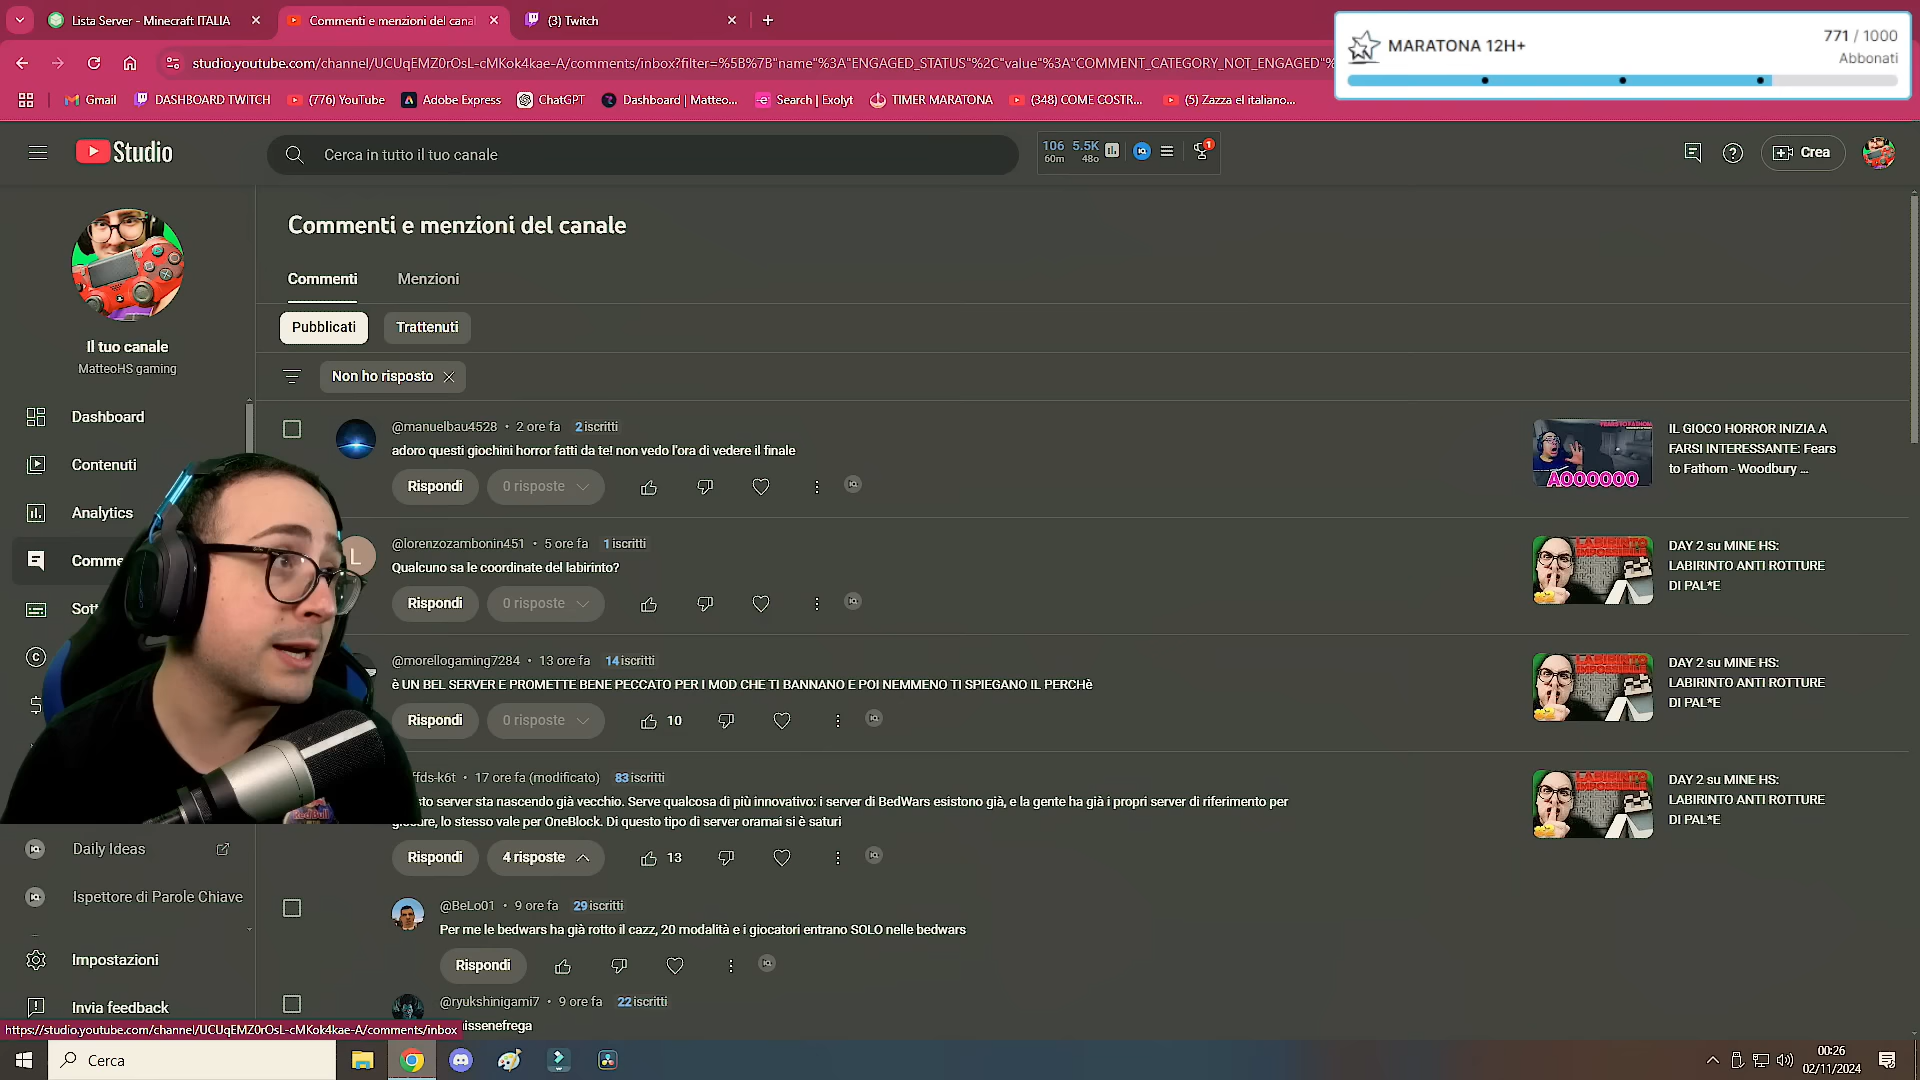 Lista Server - Minecraft ITALIA
Commenti e menzioni del cana
(3) Twitch
studio.youtube.com/channel/UCUqEMZ0rOsL-cMKok4kae-A/comments/inbox?filter=%5B%7B"name"%3A"ENGAGED_STATUS"%2C"value"%3A"COMMENT_CATEGORY_NOT_ENGAGED"%
MARATONA 12H+
771 / 1000
Abbonati
Gmail
DASHBOARD TWITCH
(776) YouTube
Adobe Express
ChatGPT
Dashboard | Matteo...
Search | Exolyt
TIMER MARATONA
(348) COME COSTR...
(5) Zazza el italiano...
Studio
Cerca in tutto il tuo canale
106 5.5K
60m 48o
1
Crea
Commenti e menzioni del canale
Commenti
Menzioni
Pubblicati
Trattenuti
Non ho risposto
Il tuo canale
MatteoHS gaming
Dashboard
Contenuti
Analytics
Comme
Sott
Daily Ideas
Ispettore di Parole Chiave
Impostazioni
Invia feedback
@manuelbau4528 • 2 ore fa 2 iscritti
adoro questi giochini horror fatti da te! non vedo l'ora di vedere il finale
Rispondi
0 risposte
AOOOOOO
IL GIOCO HORROR INIZIA A
FARSI INTERESSANTE: Fears
to Fathom - Woodbury ...
L
@lorenzozambonin451 • 5 ore fa 1 iscritti
Qualcuno sa le coordinate del labirinto?
Rispondi
0 risposte
LABIRINTO
IMPOSSIBILE
DAY 2 su MINE HS:
LABIRINTO ANTI ROTTURE
DI PAL*E
@morellogaming7284 • 13 ore fa 14 iscritti
è UN BEL SERVER E PROMETTE BENE PECCATO PER I MOD CHE TI BANNANO E POI NEMMENO TI SPIEGANO IL PERCHè
Rispondi
0 risposte
10
LABIRINTO
IMPOSSIBILE
DAY 2 su MINE HS:
LABIRINTO ANTI ROTTURE
DI PAL*E
ffds-k6t • 17 ore fa (modificato) 83 iscritti
sto server sta nascendo già vecchio. Serve qualcosa di più innovativo: i server di BedWars esistono già, e la gente ha già i propri server di riferimento per
giocare, lo stesso vale per OneBlock. Di questo tipo di server oramai si è saturi
Rispondi
4 risposte
13
LABIRINTO
IMPOSSIBILE
DAY 2 su MINE HS:
LABIRINTO ANTI ROTTURE
DI PAL*E
@BeLo01 • 9 ore fa 29 iscritti
Per me le bedwars ha già rotto il cazz, 20 modalità e i giocatori entrano SOLO nelle bedwars
Rispondi
@ryukshinigami7 • 9 ore fa 22 iscritti
issenefrega
https://studio.youtube.com/channel/UCUqEMZ0rOsL-cMKok4kae-A/comments/inbox
Cerca
00:26
02/11/2024